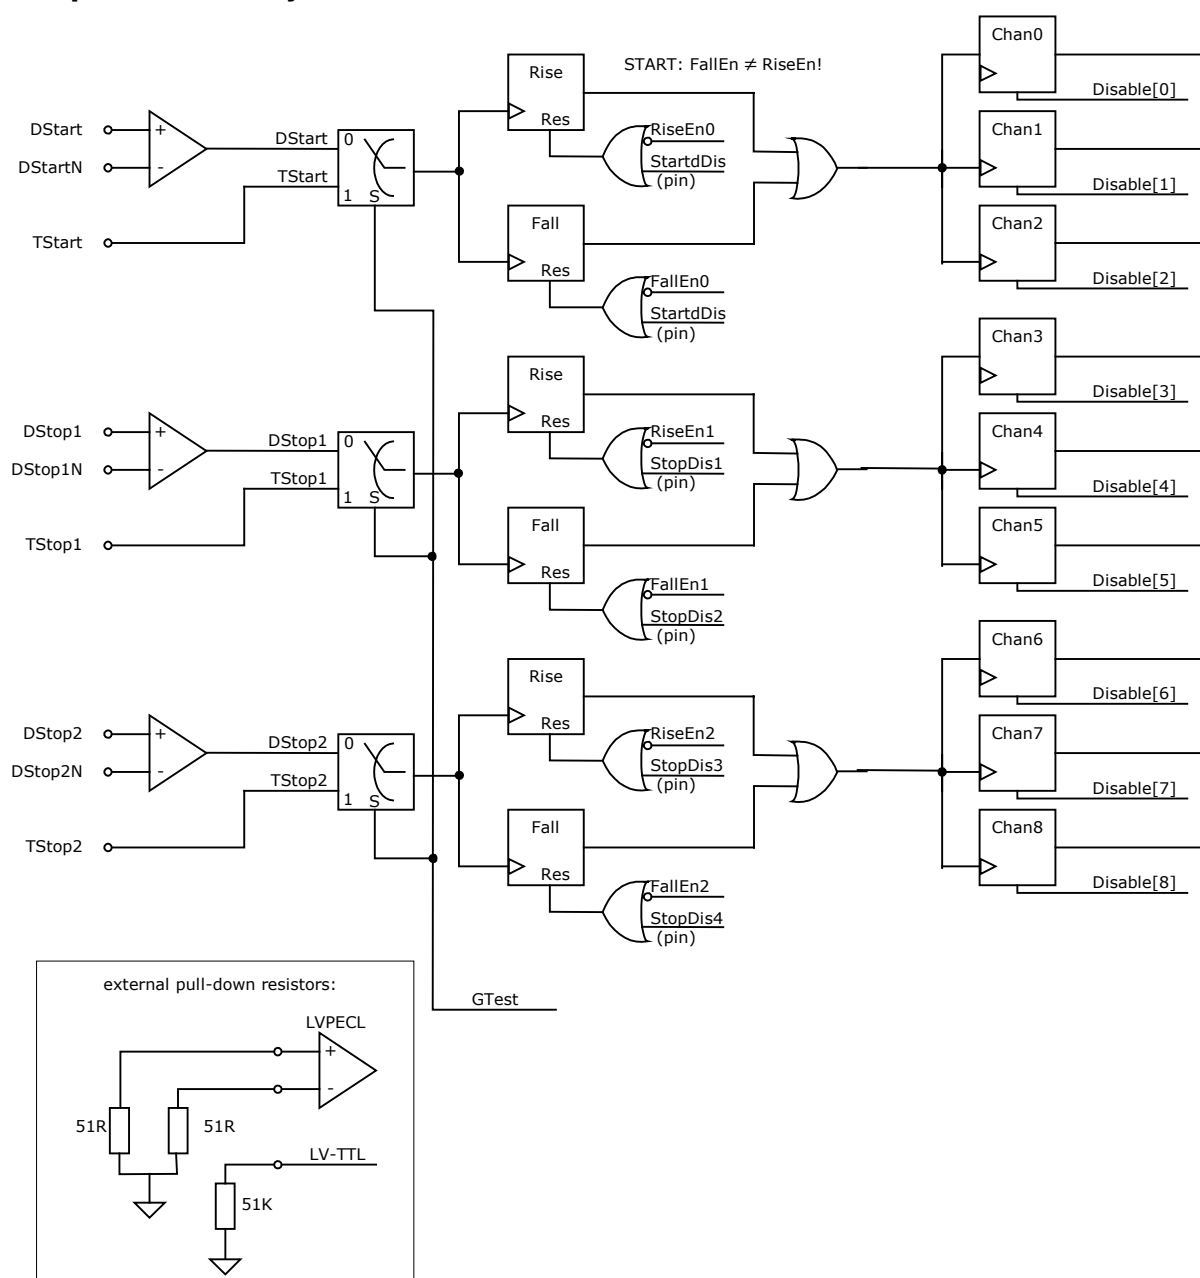 Rise
START: FallEn ≠ RiseEn!
Res
RiseEn0
StartdDis
(pin)
DStart
+
DStartN
-
DStart
0
TStart
1 S
TStart
Fall
Res
FallEn0
StartdDis
(pin)
Chan0
Disable[0]
Chan1
Disable[1]
Chan2
Disable[2]
Rise
Res
RiseEn1
StopDis1
(pin)
DStop1
+
DStop1N
-
DStop1
0
TStop1
1 S
TStop1
Fall
Res
FallEn1
StopDis2
(pin)
Chan3
Disable[3]
Chan4
Disable[4]
Chan5
Disable[5]
Rise
Res
RiseEn2
StopDis3
(pin)
DStop2
+
DStop2N
-
DStop2
0
TStop2
1 S
TStop2
Fall
Res
FallEn2
StopDis4
(pin)
Chan6
Disable[6]
Chan7
Disable[7]
Chan8
Disable[8]
GTest
external pull-down resistors:
LVPECL
+
-
51R
51R
LV-TTL
51K